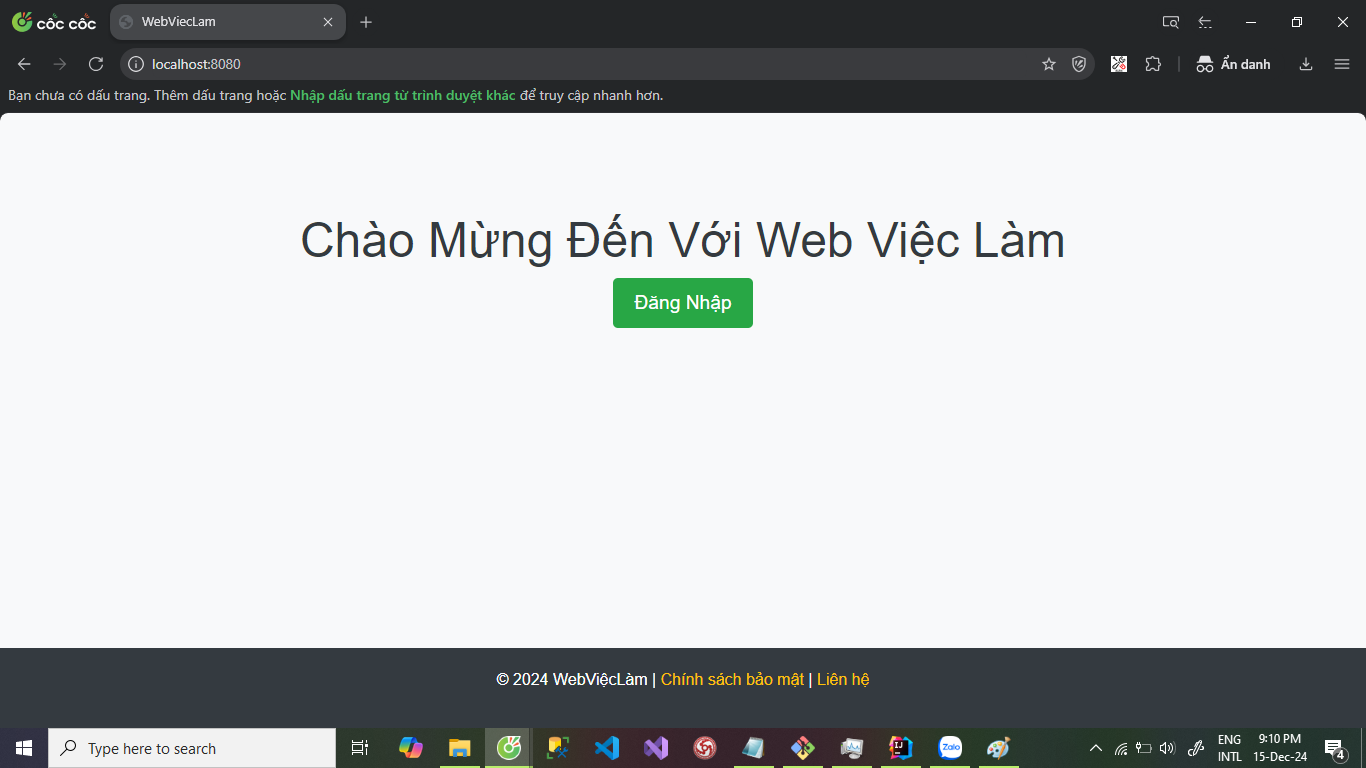 cốc cốc
WebViecLam
localhost:8080
Ẩn danh
Bạn chưa có dấu trang. Thêm dấu trang hoặc Nhập dấu trang từ trình duyệt khác để truy cập nhanh hơn.
Chào Mừng Đến Với Web Việc Làm
Đăng Nhập
© 2024 WebViệcLàm | Chính sách bảo mật | Liên hệ
Type here to search
Zalo
ENG
INTL
9:10 PM
15-Dec-24
4